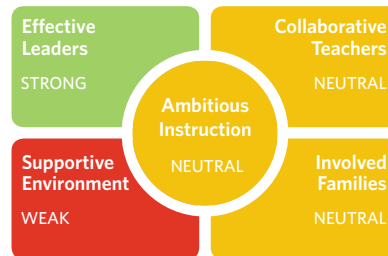 Effective
Leaders
STRONG
Collaborative
Teachers
NEUTRAL
Ambitious
Instruction
NEUTRAL
Supportive
Environment
WEAK
Involved
Families
NEUTRAL